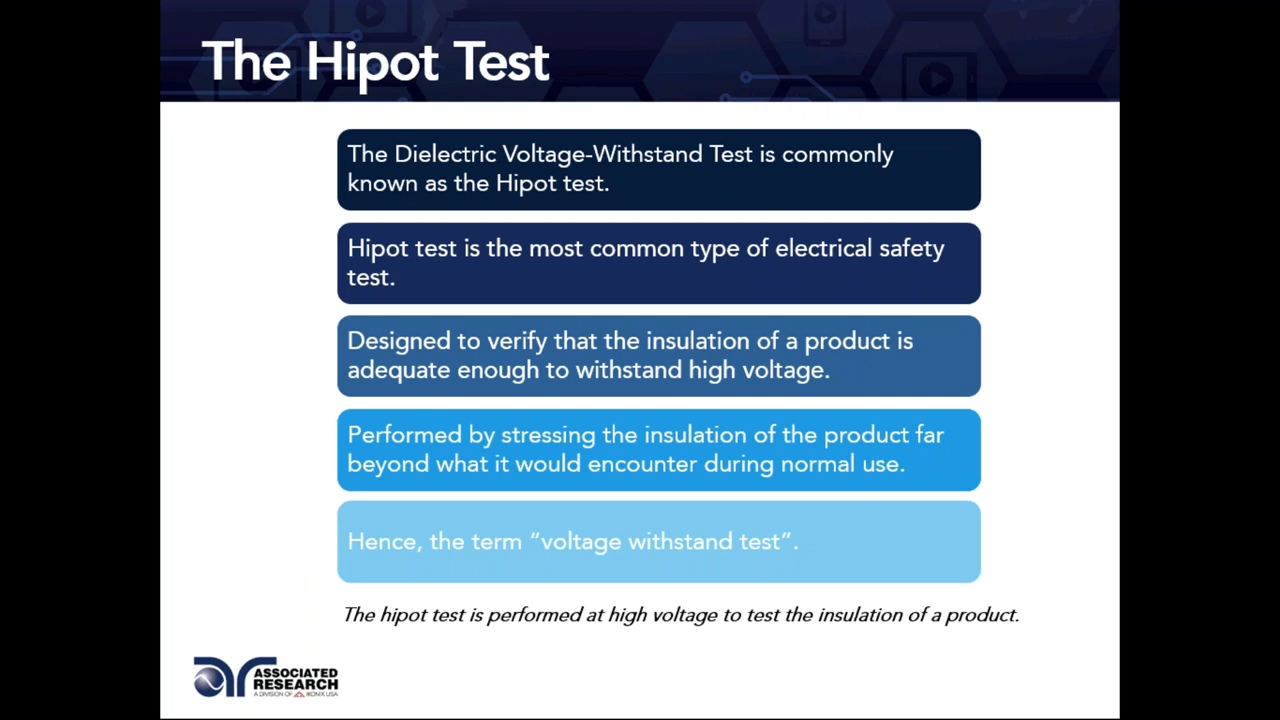 The Hipot Test
The Dielectric Voltage-Withstand Test is commonly
known as the Hipot test.
Hipot test is the most common type of electrical safety
test.
Designed to verify that the insulation of a product is
adequate enough to withstand high voltage.
Performed by stressing the insulation of the product far
beyond what it would encounter during normal use.
Hence, the term “voltage withstand test”.
The hipot test is performed at high voltage to test the insulation of a product.
ASSOCIATED
RESEARCH
A DIVISION OF IKONIX USA